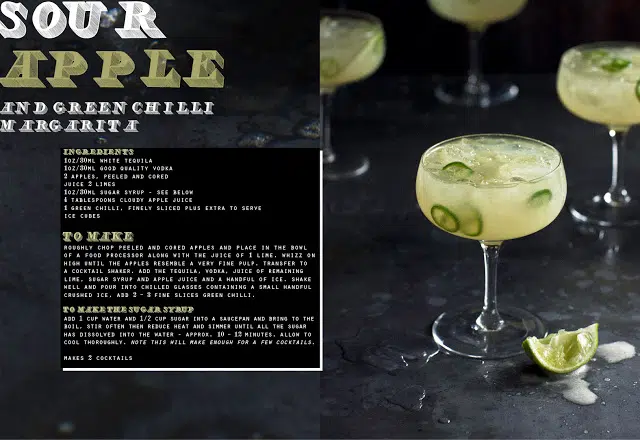 SOUR
APPLE
AND GREEN CHILLI
MARGARITA
INGREDIENTS
1OZ/30ML WHITE TEQUILA
1OZ/30ML GOOD QUALITY VODKA
2 APPLES, PEELED AND CORED
JUICE 2 LIMES
1OZ/30ML SUGAR SYRUP - SEE BELOW
4 TABLESPOONS CLOUDY APPLE JUICE
1 GREEN CHILLI, FINELY SLICED PLUS EXTRA TO SERVE
ICE CUBES
TO MAKE
ROUGHLY CHOP PEELED AND CORED APPLES AND PLACE IN THE BOWL
OF A FOOD PROCESSOR ALONG WITH THE JUICE OF 1 LIME. WHIZZ ON
HIGH UNTIL THE APPLES RESEMBLE A VERY FINE PULP. TRANSFER TO
A COCKTAIL SHAKER. ADD THE TEQUILA, VODKA, JUICE OF REMAINING
LIME, SUGAR SYRUP AND APPLE JUICE AND A HANDFUL OF ICE. SHAKE
WELL AND POUR INTO CHILLED GLASSES CONTAINING A SMALL HANDFUL
CRUSHED ICE. ADD 2 - 3 FINE SLICES GREEN CHILLI.
TO MAKE THE SUGAR SYRUP
ADD 1 CUP WATER AND 1/2 CUP SUGAR INTO A SAUCEPAN AND BRING TO THE
BOIL. STIR OFTEN THEN REDUCE HEAT AND SIMMER UNTIL ALL THE SUGAR
HAS DISSOLVED INTO THE WATER - APPROX. 10 - 12 MINUTES. ALLOW TO
COOL THOROUGHLY. NOTE THIS WILL MAKE ENOUGH FOR A FEW COCKTAILS.
MAKES 2 COCKTAILS